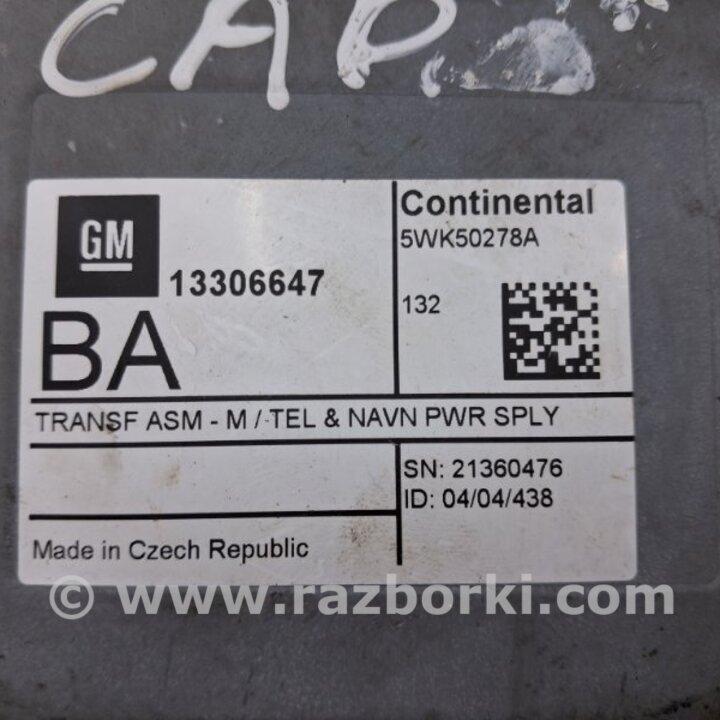 CAD
GM
13306647
BA
Continental
5WK50278A
132
TRANSF ASM - M / TEL & NAVN PWR SPLY
SN: 21360476
ID: 04/04/438
Made in Czech Republic
© www.razborki.com